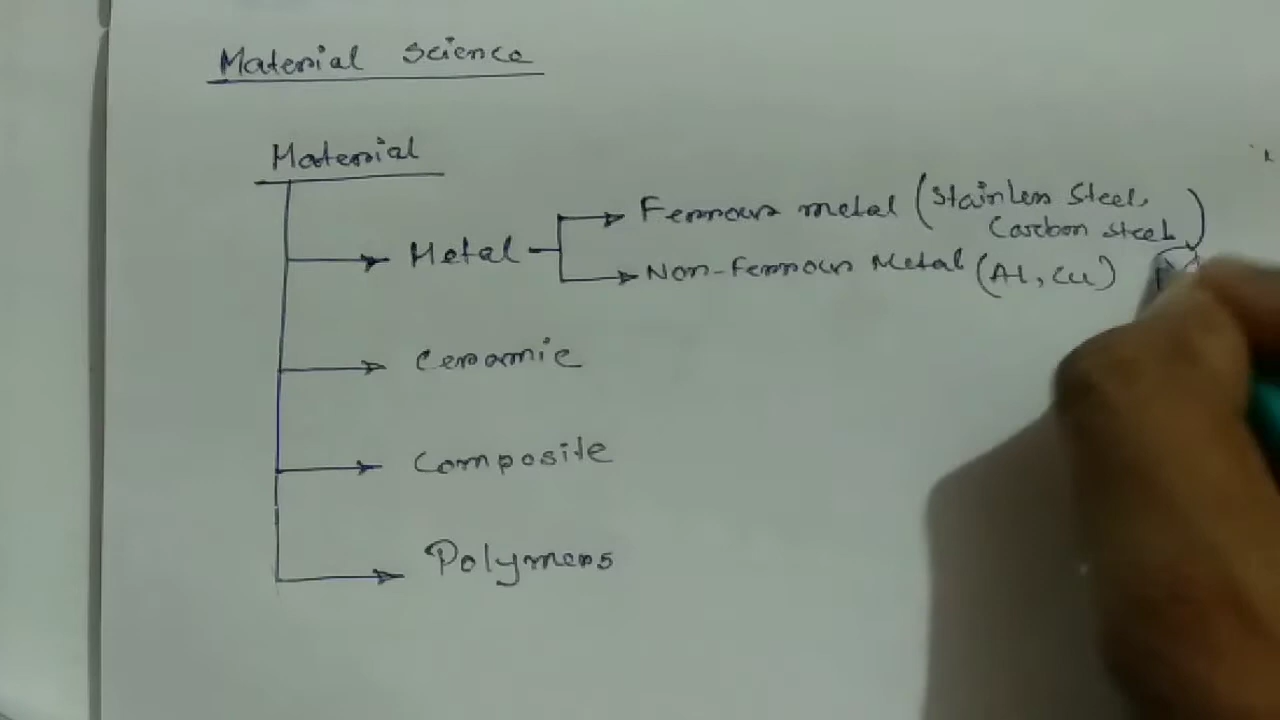 Material Science
Material
Metal
Ferrous metal (Stainless Steel,
Carbon steel)
Non-Ferrous Metal (Al, Cu)
Ceramic
Composite
Polymers